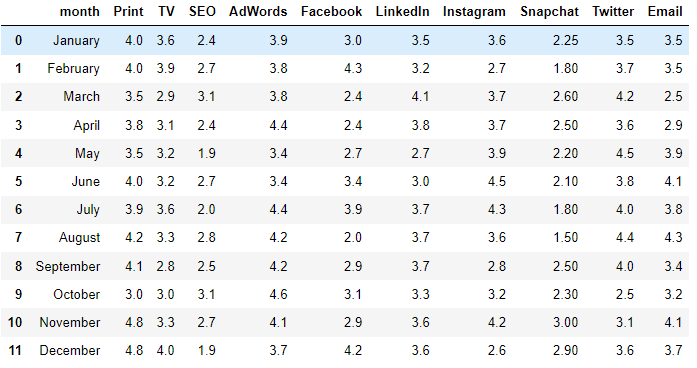 month Print TV SEO AdWords Facebook LinkedIn Instagram Snapchat Twitter Email
0 January 4.0 3.6 2.4 3.9 3.0 3.5 3.6 2.25 3.5 3.5
1 February 4.0 3.9 2.7 3.8 4.3 3.2 2.7 1.80 3.7 3.5
2 March 3.5 2.9 3.1 3.8 2.4 4.1 3.7 2.60 4.2 2.5
3 April 3.8 3.1 2.4 4.4 2.4 3.8 3.7 2.50 3.6 2.9
4 May 3.5 3.2 1.9 3.4 2.7 2.7 3.9 2.20 4.5 3.9
5 June 4.0 3.2 2.7 3.4 3.4 3.0 4.5 2.10 3.8 4.1
6 July 3.9 3.6 2.0 4.4 3.9 3.7 4.3 1.80 4.0 3.8
7 August 4.2 3.3 2.8 4.2 2.0 3.7 3.6 1.50 4.4 4.3
8 September 4.1 2.8 2.5 4.2 2.9 3.7 2.8 2.50 4.0 3.4
9 October 3.0 3.0 3.1 4.6 3.1 3.3 3.2 2.30 2.5 3.2
10 November 4.8 3.3 2.7 4.1 2.9 3.6 4.2 3.00 3.1 4.1
11 December 4.8 4.0 1.9 3.7 4.2 3.6 2.6 2.90 3.6 3.7